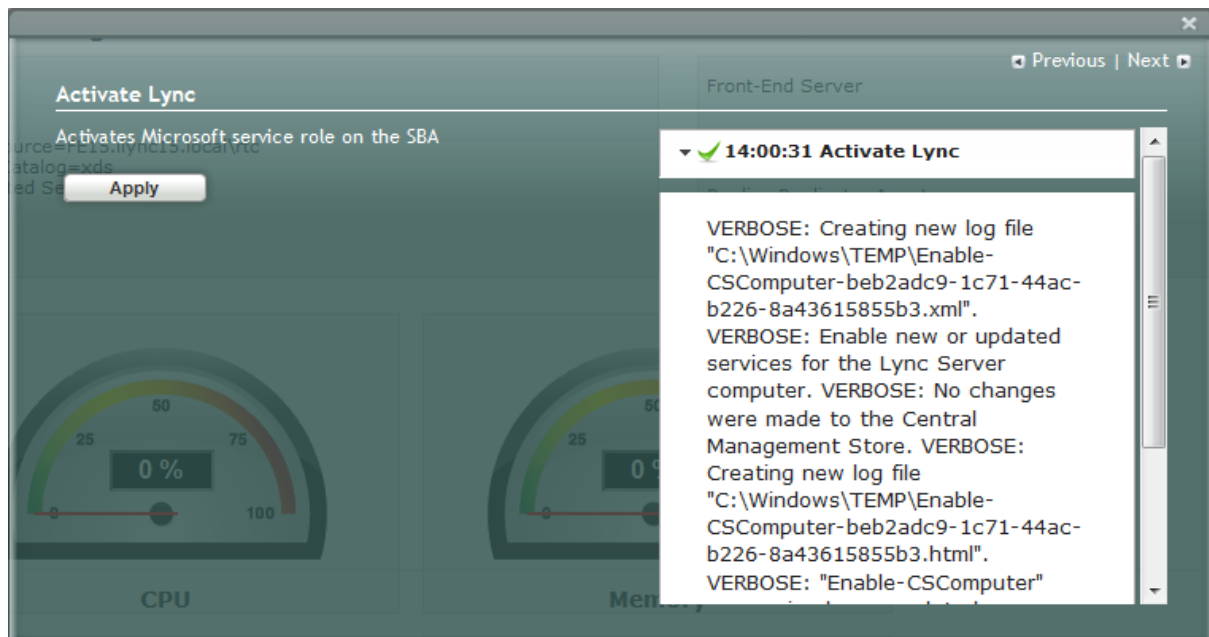 Previous | Next
Front-End Server
Activate Lync
Activates Microsoft service role on the SBA
Apply
14:00:31 Activate Lync
VERBOSE: Creating new log file
"C:\Windows\TEMP\Enable-
CSComputer-beb2adc9-1c71-44ac-
b226-8a43615855b3.xml".
VERBOSE: Enable new or updated
services for the Lync Server
computer. VERBOSE: No changes
were made to the Central
Management Store. VERBOSE:
Creating new log file
"C:\Windows\TEMP\Enable-
CSComputer-beb2adc9-1c71-44ac-
b226-8a43615855b3.html".
VERBOSE: "Enable-CSComputer"
50
25
75
0 %
0
100
CPU
25
0